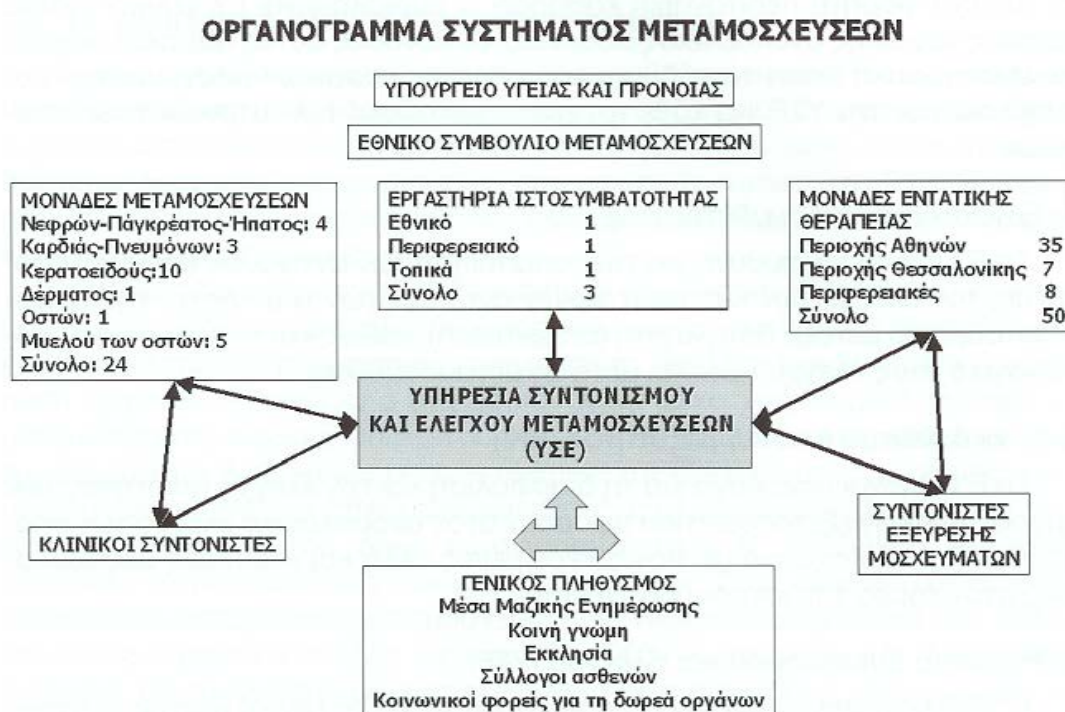 ΟΡΓΑΝΟΓΡΑΜΜΑ ΣΥΣΤΗΜΑΤΟΣ ΜΕΤΑΜΟΣΧΕΥΣΕΩΝ
ΥΠΟΥΡΓΕΙΟ ΥΓΕΙΑΣ ΚΑΙ ΠΡΟΝΟΙΑΣ
ΕΘΝΙΚΟ ΣΥΜΒΟΥΛΙΟ ΜΕΤΑΜΟΣΧΕΥΣΕΩΝ
ΜΟΝΑΔΕΣ ΜΕΤΑΜΟΣΧΕΥΣΕΩΝ
Νεφρών-Πάγκρέατος-Ήπατος: 4
Καρδιάς-Πνευμόνων: 3
Κερατοειδούς:10
Δέρματος: 1
Οστών: 1
Μυελού των οστών: 5
Σύνολο: 24
ΕΡΓΑΣΤΗΡΙΑ ΙΣΤΟΣΥΜΒΑΤΟΤΗΤΑΣ
Εθνικό 1
Περιφερειακό 1
Τοπικά 1
Σύνολο 3
ΜΟΝΑΔΕΣ ΕΝΤΑΤΙΚΗΣ
ΘΕΡΑΠΕΙΑΣ
Περιοχής Αθηνών 35
Περιοχής Θεσσαλονίκης 7
Περιφερειακές 8
Σύνολο 50
ΥΠΗΡΕΣΙΑ ΣΥΝΤΟΝΙΣΜΟΥ
ΚΑΙ ΕΛΕΓΧΟΥ ΜΕΤΑΜΟΣΧΕΥΣΕΩΝ
(ΥΣΕ)
ΚΛΙΝΙΚΟΙ ΣΥΝΤΟΝΙΣΤΕΣ
ΣΥΝΤΟΝΙΣΤΕΣ
ΕΞΕΥΡΕΣΗΣ
ΜΟΣΧΕΥΜΑΤΩΝ
ΓΕΝΙΚΟΣ ΠΛΗΘΥΣΜΟΣ
Μέσα Μαζικής Ενημέρωσης
Κοινή γνώμη
Εκκλησία
Σύλλογοι ασθενών
Κοινωνικοί φορείς για τη δωρεά οργάνων